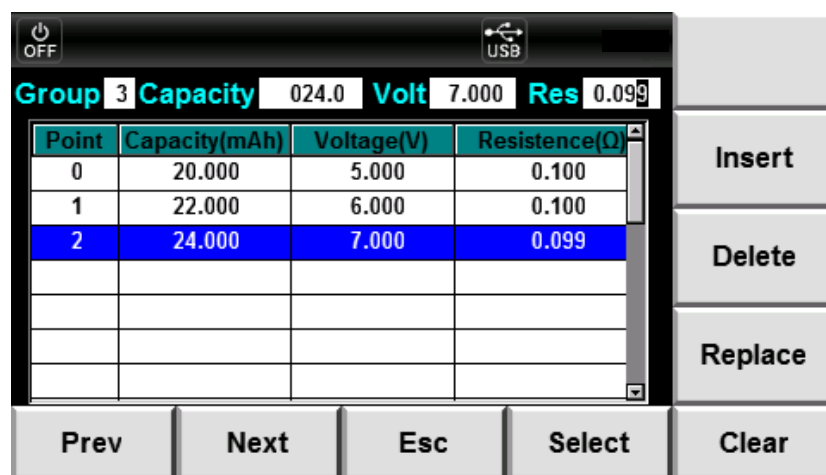 OFF USB
Group 3 Capacity 024.0 Volt 7.000 Res 0.099
Point Capacity(mAh) Voltage(V) Resistence(Ω)
0 20.000 5.000 0.100
1 22.000 6.000 0.100
2 24.000 7.000 0.099
Insert
Delete
Replace
Prev Next Esc Select Clear